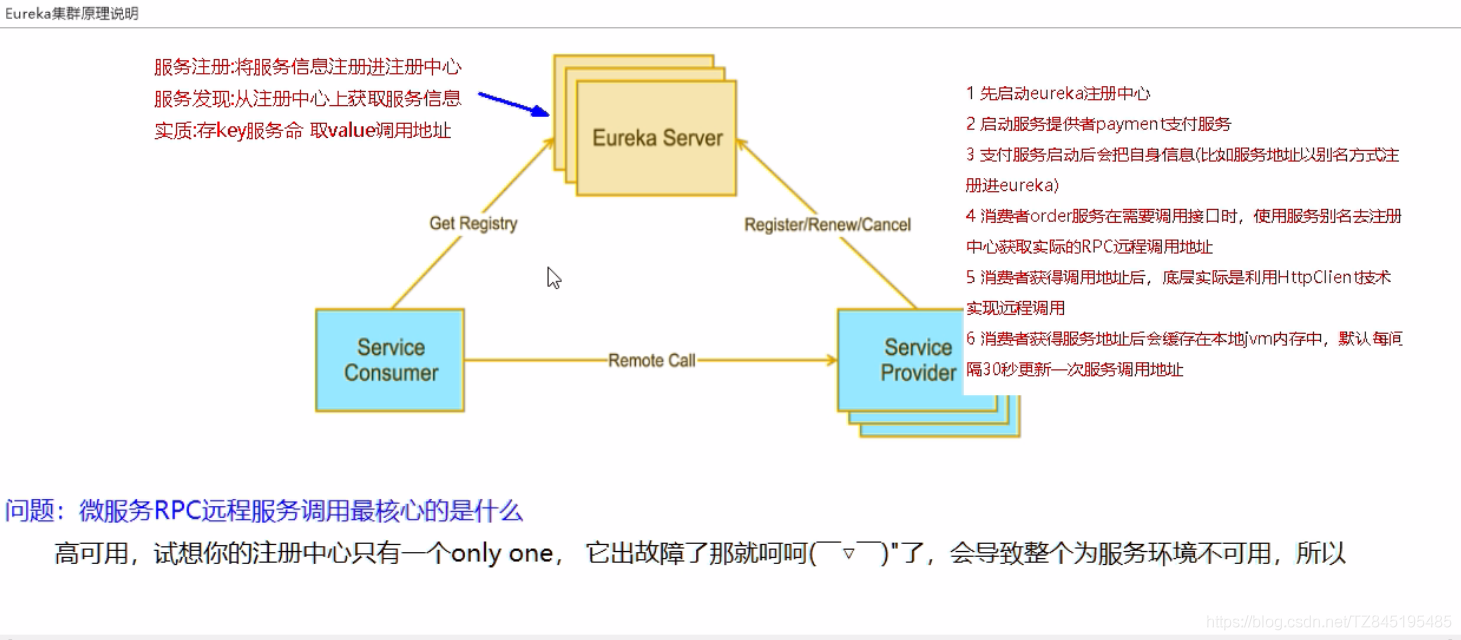 Eureka集群原理说明
服务注册:将服务信息注册进注册中心
服务发现:从注册中心上获取服务信息
实质:存key服务命 取value调用地址
Eureka Server
1 先启动eureka注册中心
2 启动服务提供者payment支付服务
3 支付服务启动后会把自身信息(比如服务地址以别名方式注
册进eureka)
4 消费者order服务在需要调用接口时，使用服务别名去注册
中心获取实际的RPC远程调用地址
5 消费者获得调用地址后，底层实际是利用HttpClient技术
实现远程调用
6 消费者获得服务地址后会缓存在本地jvm内存中，默认每间
隔30秒更新一次服务调用地址
Get Registry
Register/Renew/Cancel
Service
Consumer
Remote Call
Service
Provider
问题：微服务RPC远程服务调用最核心的是什么
高可用，试想你的注册中心只有一个only one， 它出故障了那就呵呵(￣▽￣)"了，会导致整个为服务环境不可用，所以
https://blog.csdn.net/TZ845195485